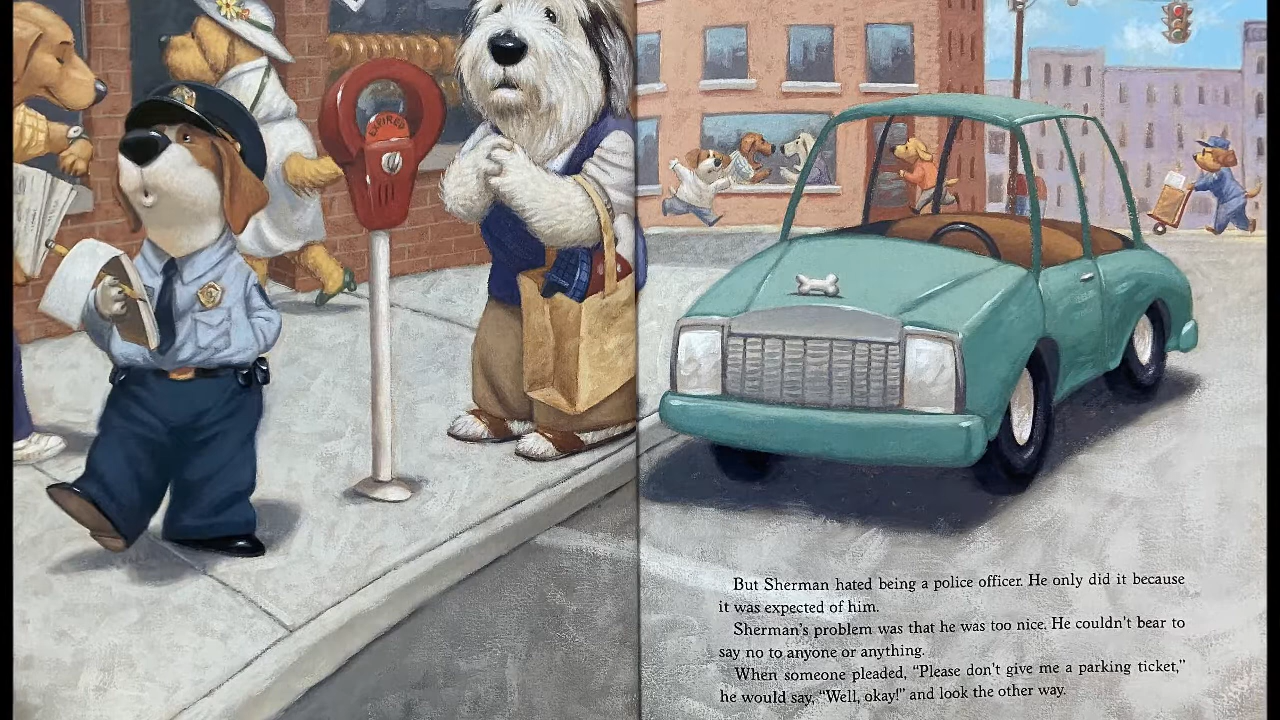 EXPIRED
But Sherman hated being a police officer. He only did it because
it was expected of him.
Sherman's problem was that he was too nice. He couldn't bear to
say no to anyone or anything.
When someone pleaded, “Please don't give me a parking ticket,”
he would say, “Well, okay!” and look the other way.